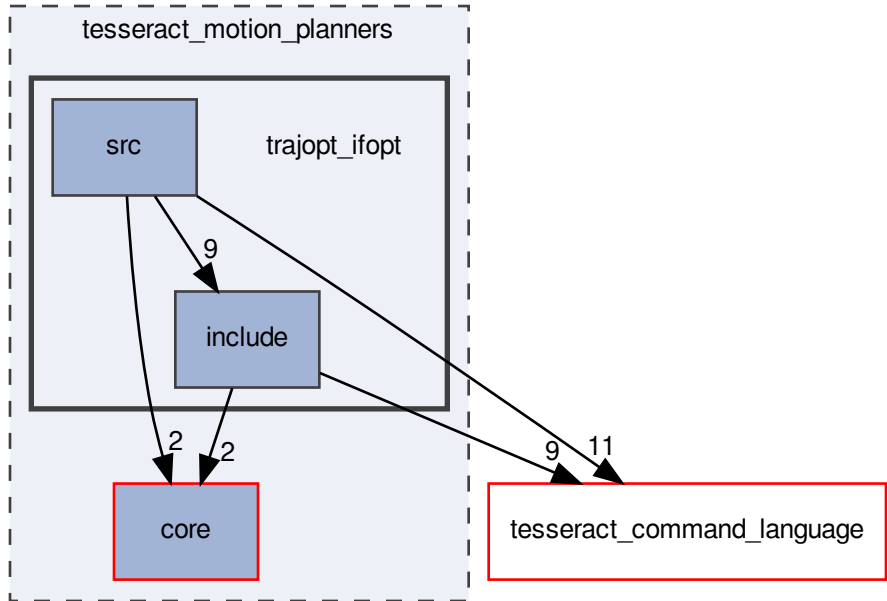 tesseract_motion_planners
src
trajopt_ifopt
9
include
2
2
9
11
core
tesseract_command_language